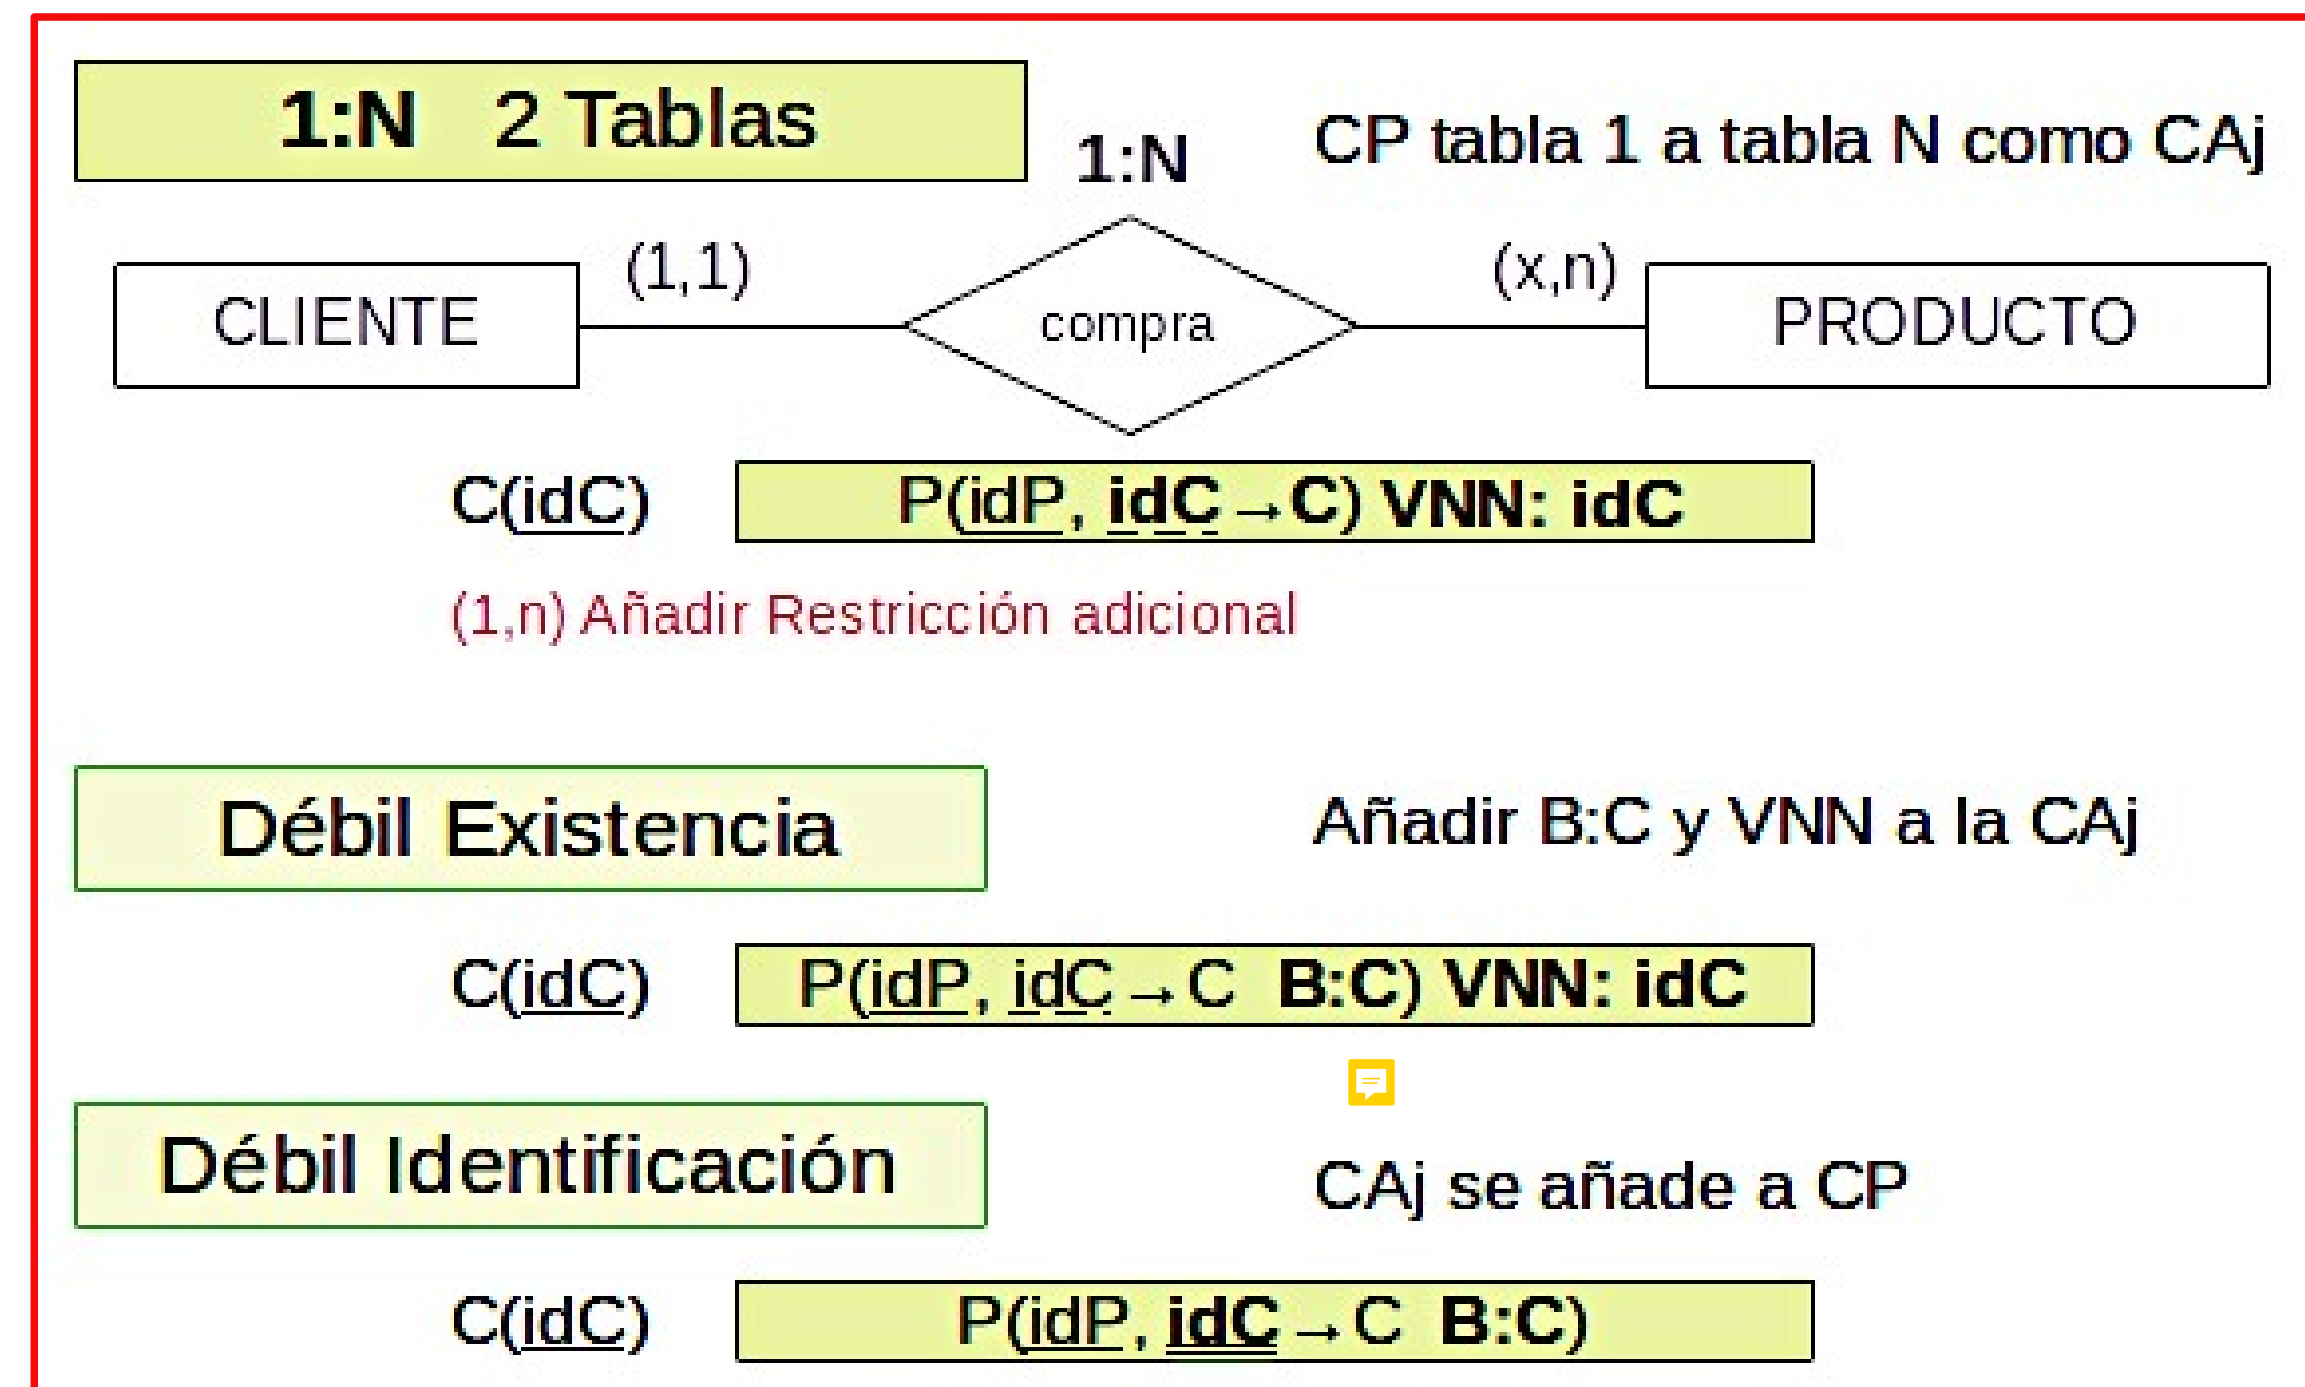 1:N 2 Tablas
1:N
CP tabla 1 a tabla N como CAj
(1,1)
(x,n)
CLIENTE
compra
PRODUCTO
C(idC)
P(idP, idC→C) VNN: idC
(1,n) Añadir Restricción adicional
Débil Existencia
Añadir B:C y VNN a la CAj
C(idC)
P(idP, idC→C B:C) VNN: idC
Débil Identificación
CAj se añade a CP
C(idC)
P(idP, idC→C B:C)